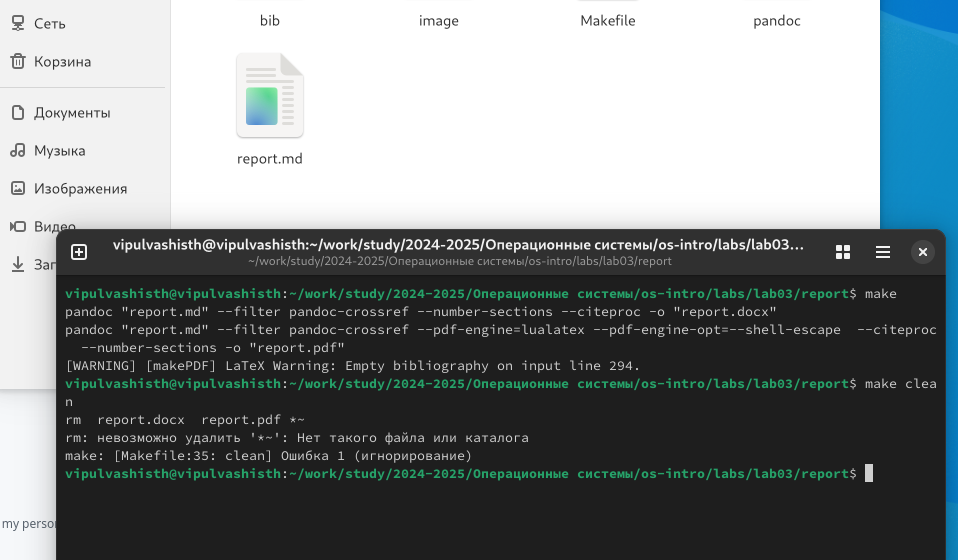 Сеть
Корзина
Документы
Музыка
Изображения
Видео
bib
image
Makefile
pandoc
report.md
vipulvashisth@vipulvashisth:~/work/study/2024-2025/Операционные системы/os-intro/labs/lab03...
~/work/study/2024-2025/Операционные системы/os-intro/labs/lab03/report
vipulvashisth@vipulvashisth:~/work/study/2024-2025/Операционные системы/os-intro/labs/lab03/report$ make
pandoc "report.md" --filter pandoc-crossref --number-sections --citeproc -o "report.docx"
pandoc "report.md" --filter pandoc-crossref --pdf-engine=lualatex --pdf-engine-opt=--shell-escape  --citeproc
--number-sections -o "report.pdf"
[WARNING] [makePDF] LaTeX Warning: Empty bibliography on input line 294.
vipulvashisth@vipulvashisth:~/work/study/2024-2025/Операционные системы/os-intro/labs/lab03/report$ make clea
n
rm  report.docx  report.pdf *~
rm: невозможно удалить '*~': Нет такого файла или каталога
make: [Makefile:35: clean] Ошибка 1 (игнорирование)
vipulvashisth@vipulvashisth:~/work/study/2024-2025/Операционные системы/os-intro/labs/lab03/report$
my